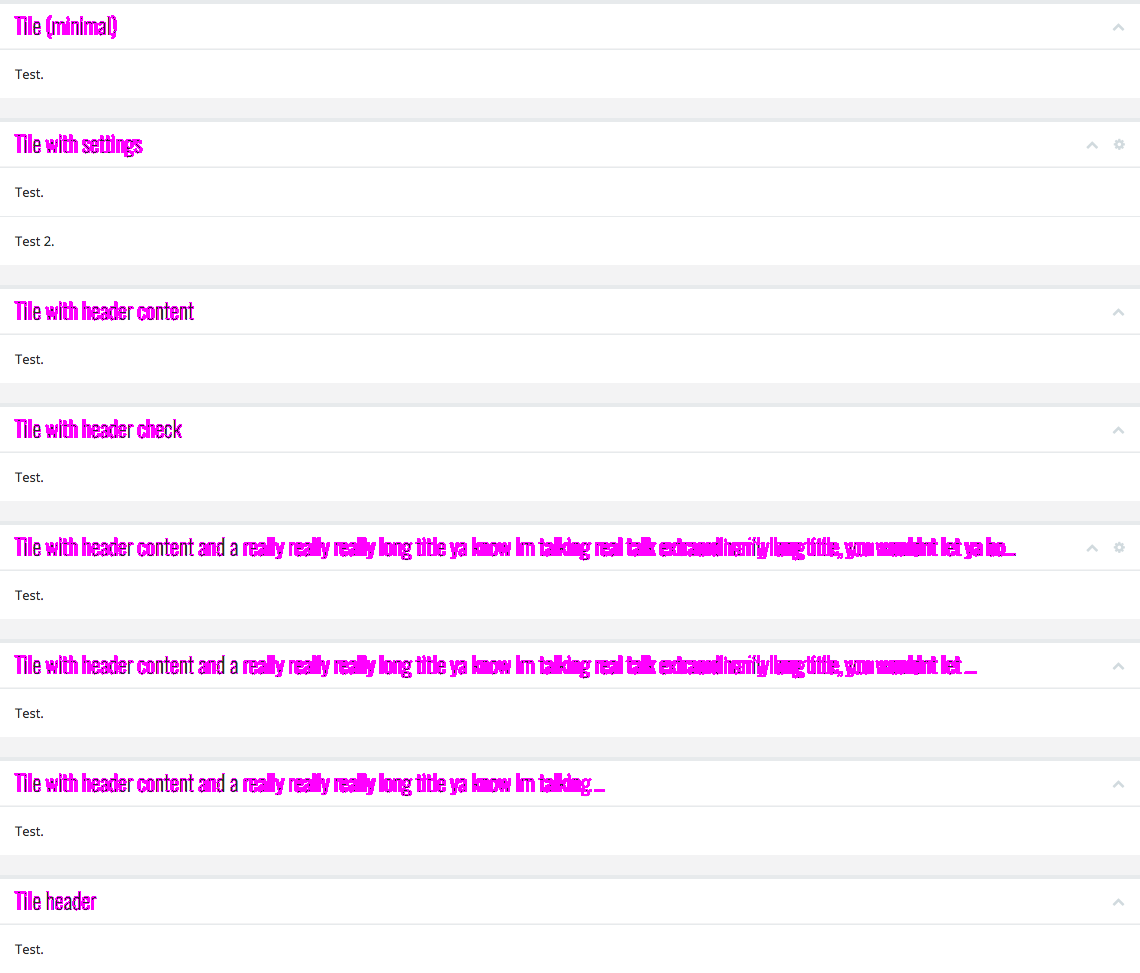 Tile (minimal)
Test.
Tile with settings
Test.
Test 2.
Tile with header content
Test.
Tile with header check
Test.
Tile with header content and a really really really long title ya know Im talking real talk extraordinarily long title, you wouldnt let ya ho...
Test.
Tile with header content and a really really really long title ya know Im talking real talk extraordinarily long title, you wouldnt let ...
Test.
Tile with header content and a really really really long title ya know Im talking ...
Test.
Tile header
Test.